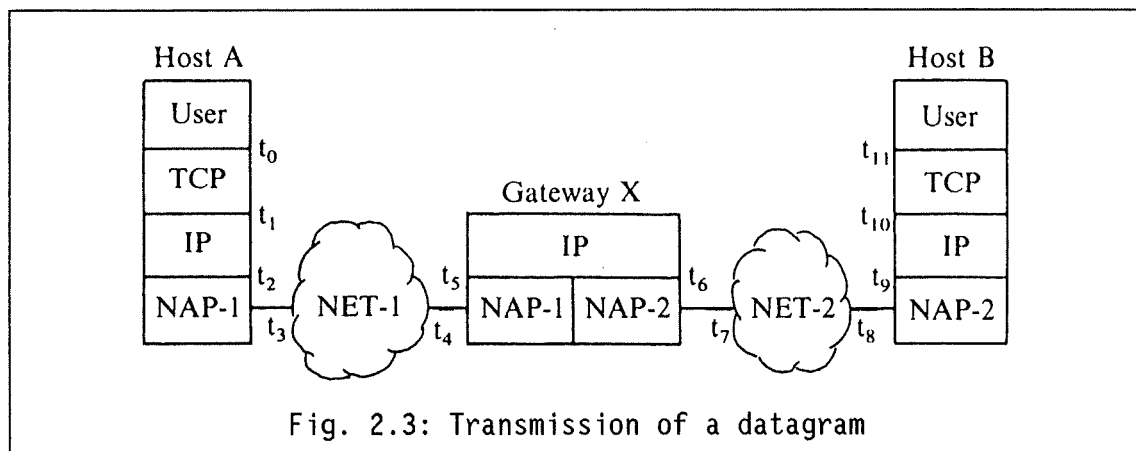 Host A
Host B
User
User
t0
t11
TCP
TCP
Gateway X
t1
t10
IP
IP
IP
t2
t5
t6
t9
NAP-1
NET-1
NAP-1
NAP-2
NET-2
NAP-2
t3
t4
t7
t8
Fig. 2.3: Transmission of a datagram